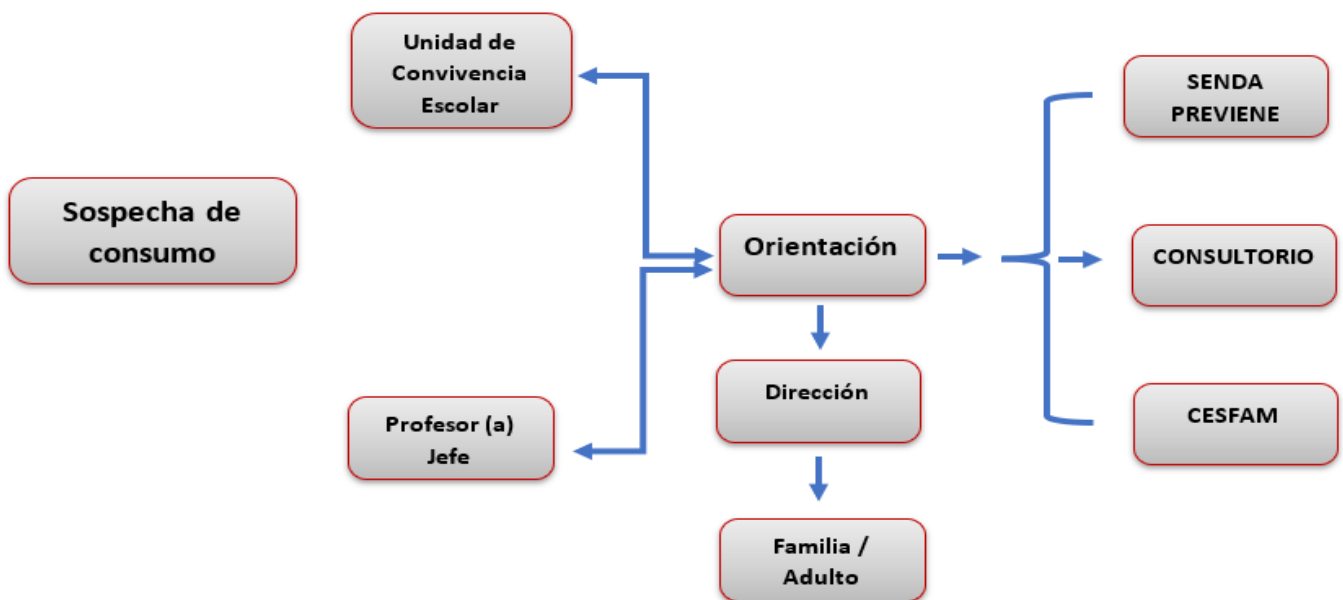 Sospecha de
consumo
Unidad de
Convivencia
Escolar
Profesor (a)
Jefe
Orientación
Dirección
Familia /
Adulto
SENDA
PREVIENE
CONSULTORIO
CESFAM